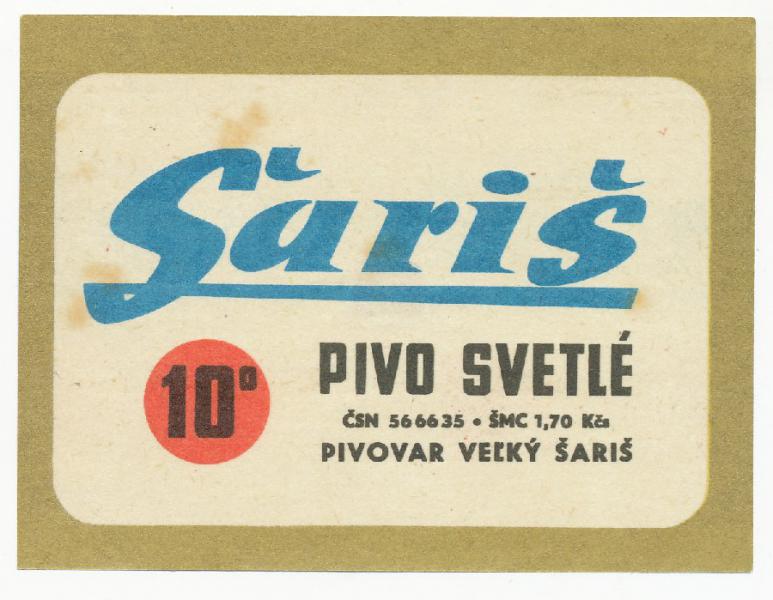 Šariš
10°
PIVO SVETLÉ
ČSN 566635 • ŠMC 1,70 Kčs
PIVOVAR VEĽKÝ ŠARIŠ